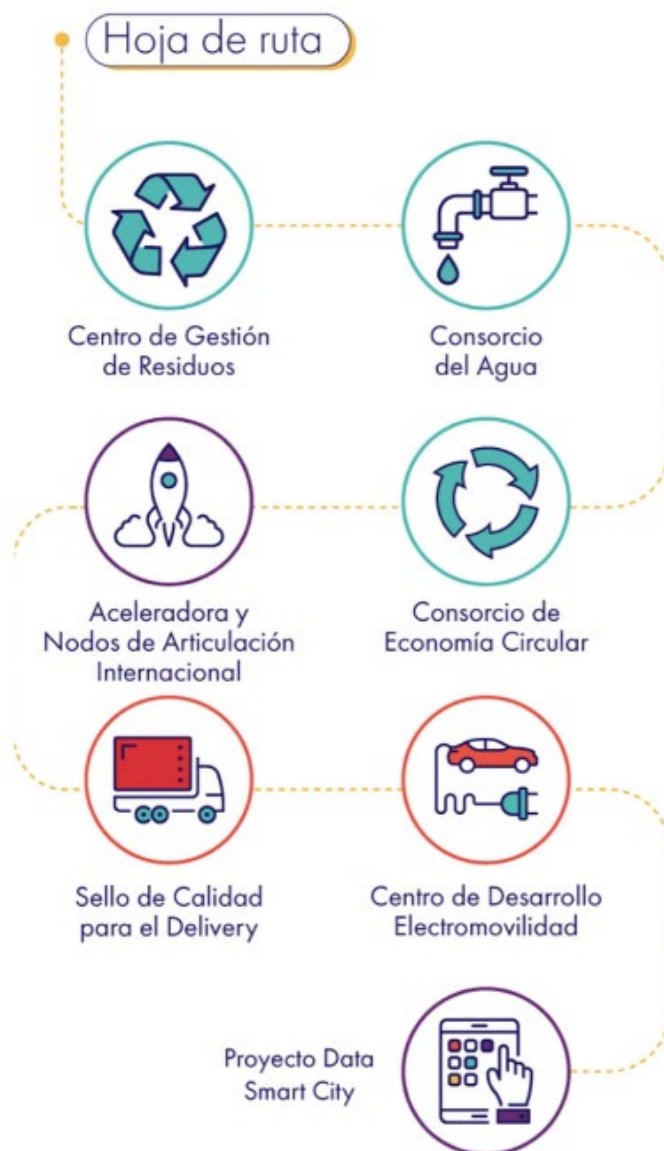 Hoja de ruta
Centro de Gestión
de Residuos
Consorcio
del Agua
Aceleradora y
Nodos de Articulación
Internacional
Consorcio de
Economía Circular
Sello de Calidad
para el Delivery
Centro de Desarrollo
Electromovilidad
Proyecto Data
Smart City